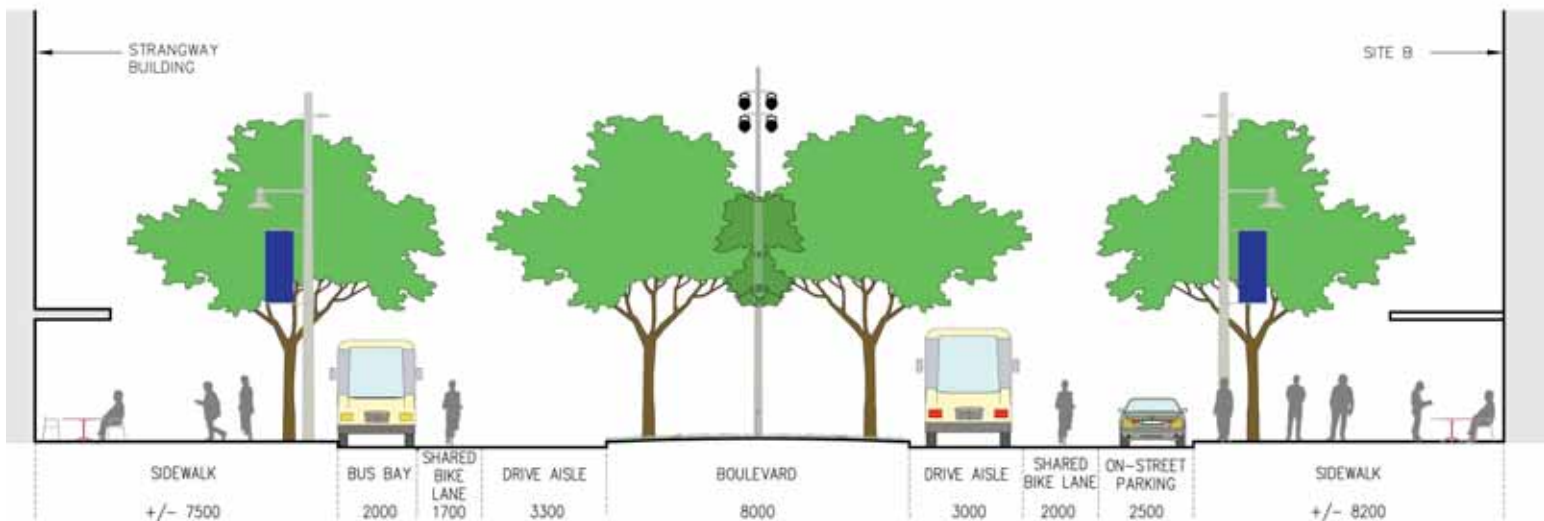 STRANGWAY
BUILDING
SITE B
SIDEWALK
+/- 7500
BUS BAY
2000
SHARED
BIKE
LANE
1700
DRIVE AISLE
3300
BOULEVARD
8000
DRIVE AISLE
3000
SHARED
BIKE LANE
2000
ON-STREET
PARKING
2500
SIDEWALK
+/- 8200